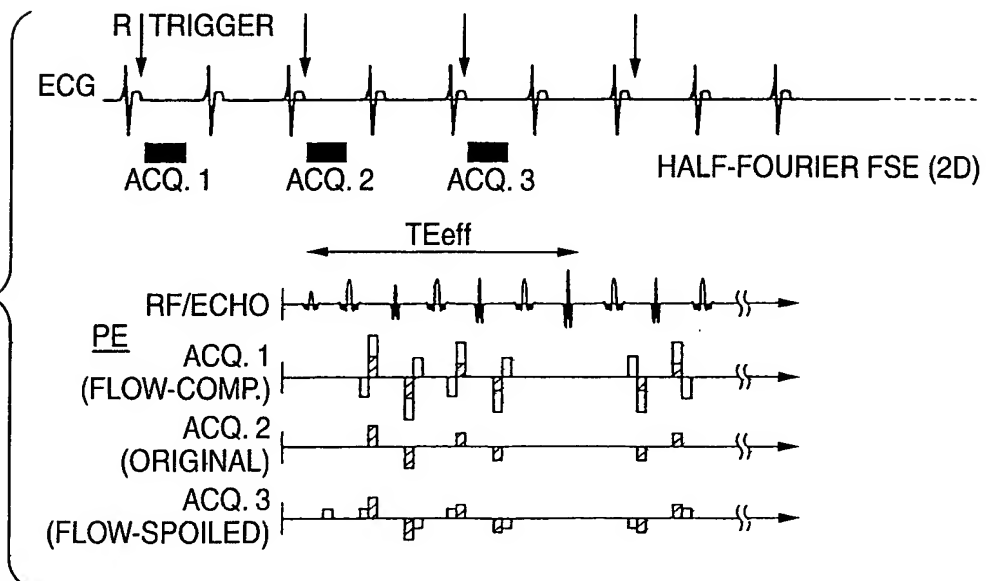 R TRIGGER
ECG
ACQ. 1 ACQ. 2 ACQ. 3
HALF-FOURIER FSE (2D)
TEeff
RF/ECHO
PE
ACQ. 1
(FLOW-COMP.)
ACQ. 2
(ORIGINAL)
ACQ. 3
(FLOW-SPOILED)